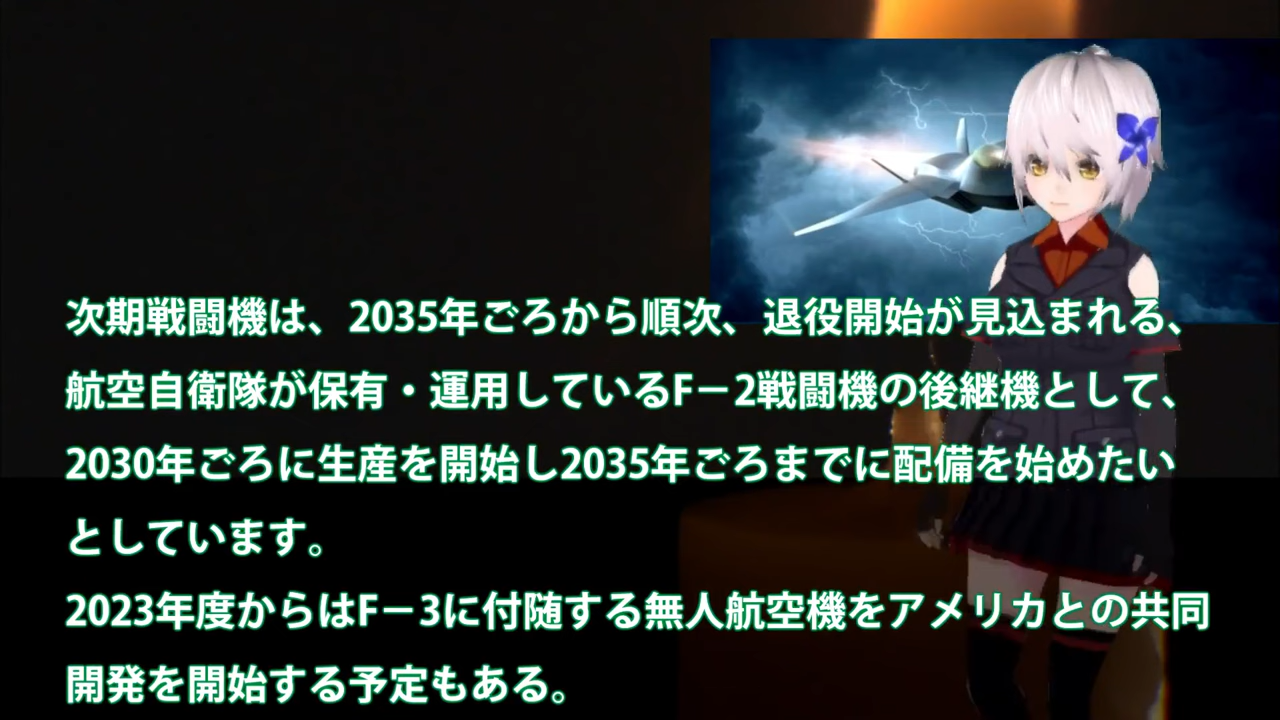 次期戦闘機は、2035年ごろから順次、退役開始が見込まれる、
航空自衛隊が保有・運用しているF－2戦闘機の後継機として、
2030年ごろに生産を開始し2035年ごろまでに配備を始めたい
としています。
2023年度からはF－3に付随する無人航空機をアメリカとの共同
開発を開始する予定もある。